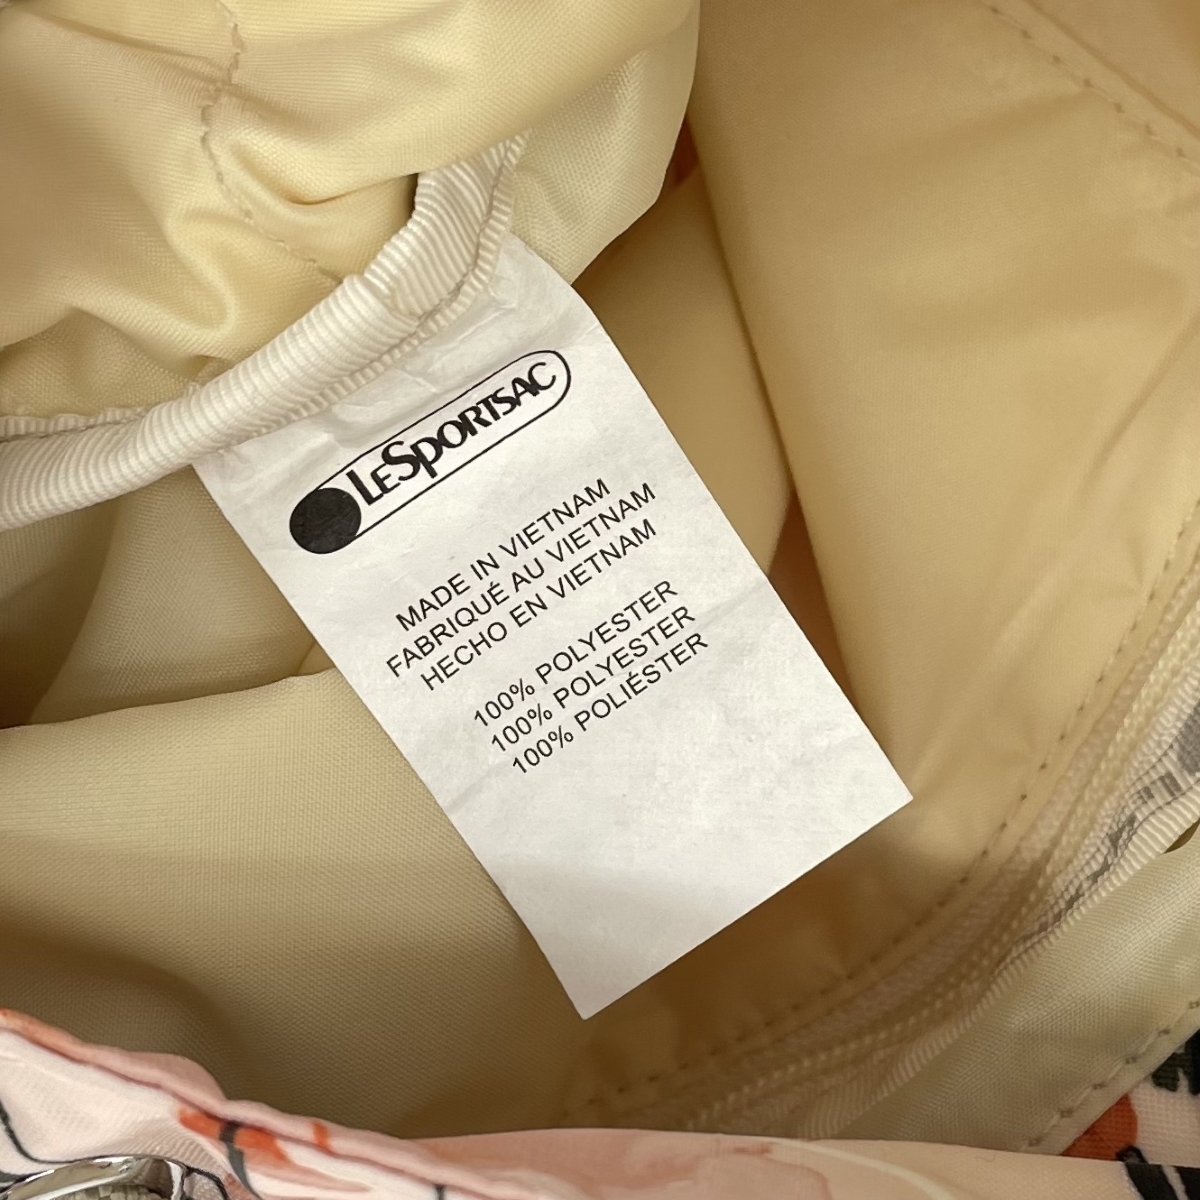 LESPORTSAC
MADE IN VIETNAM
FABRIQUÉ AU VIETNAM
HECHO EN VIETNAM
100% POLYESTER
100% POLYESTER
100% POLIÉSTER